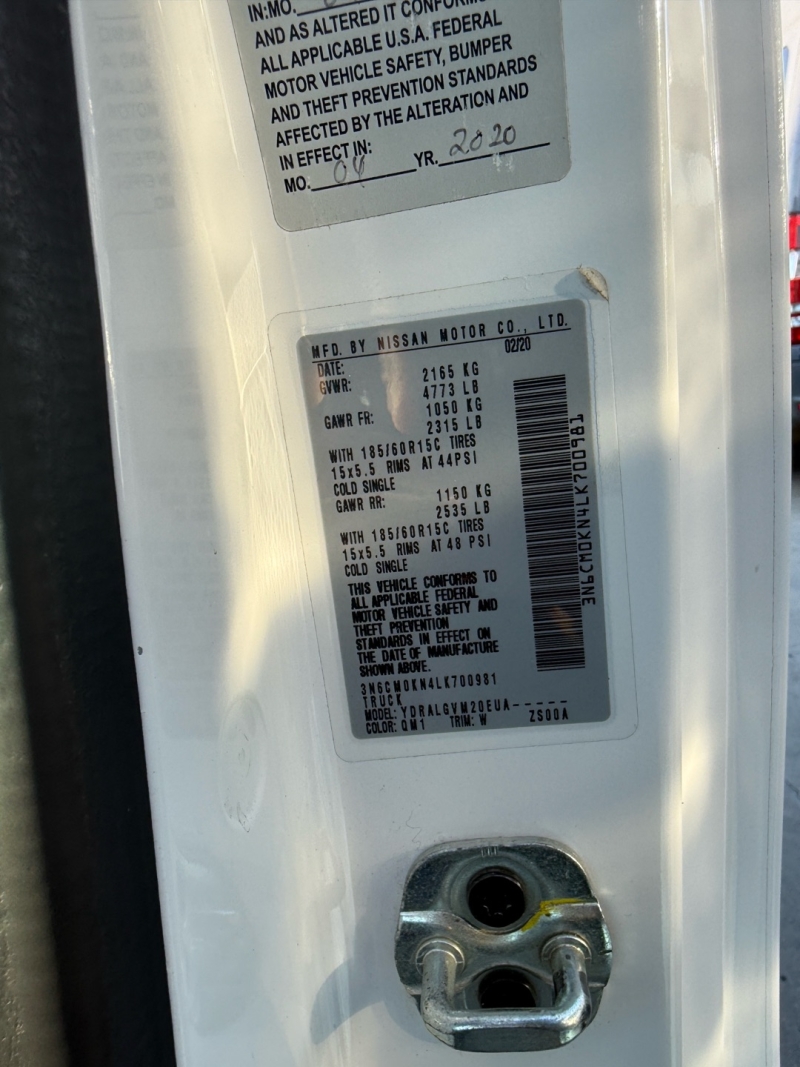 IN: MO.
AND AS ALTERED IT CONFORMS
ALL APPLICABLE U.S.A. FEDERAL
MOTOR VEHICLE SAFETY, BUMPER
AND THEFT PREVENTION STANDARDS
AFFECTED BY THE ALTERATION AND
IN EFFECT IN:
MO. 04 YR. 2020
MFD. BY NISSAN MOTOR CO., LTD.
DATE: 02/20
GVWR: 2165 KG
4773 LB
GAWR FR: 1050 KG
2315 LB
WITH 185/60R15C TIRES
15x5.5 RIMS AT 44PSI
COLD SINGLE
GAWR RR: 1150 KG
2535 LB
WITH 185/60R15C TIRES
15x5.5 RIMS AT 48 PSI
COLD SINGLE
THIS VEHICLE CONFORMS TO
ALL APPLICABLE FEDERAL
MOTOR VEHICLE SAFETY AND
THEFT PREVENTION
STANDARDS IN EFFECT ON
THE DATE OF MANUFACTURE
SHOWN ABOVE.
3N6CM0KN4LK700981
TRUCK
MODEL: YDRALGVM20EUA-----
COLOR: QM1 TRIM: W ZS00A
3N6CM0KN4LK700981